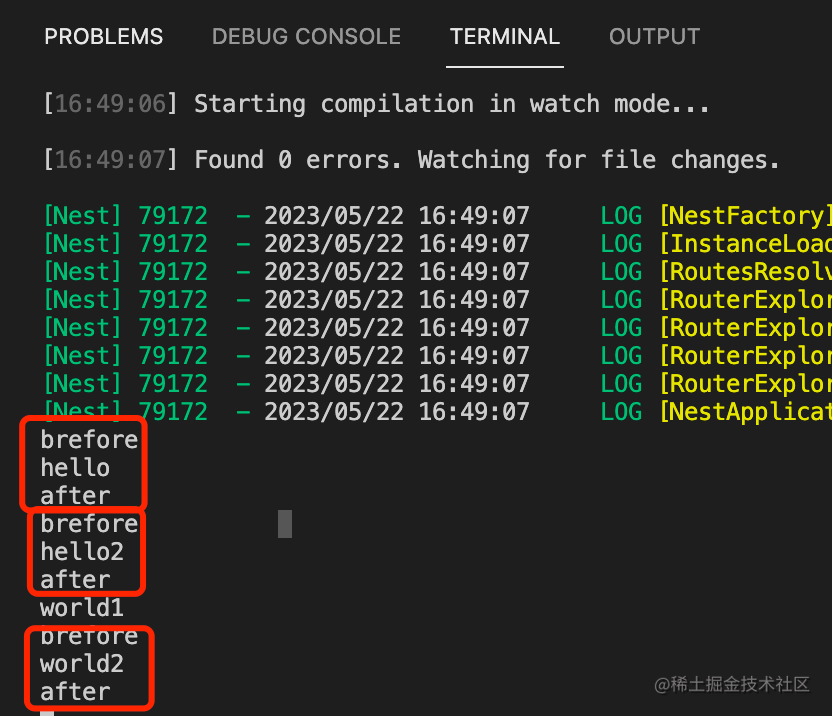 PROBLEMS DEBUG CONSOLE TERMINAL OUTPUT
[16:49:06] Starting compilation in watch mode...
[16:49:07] Found 0 errors. Watching for file changes.
[Nest] 79172 - 2023/05/22 16:49:07 LOG [NestFactory]
[Nest] 79172 - 2023/05/22 16:49:07 LOG [InstanceLoad
[Nest] 79172 - 2023/05/22 16:49:07 LOG [RoutesResolv
[Nest] 79172 - 2023/05/22 16:49:07 LOG [RouterExplor
[Nest] 79172 - 2023/05/22 16:49:07 LOG [RouterExplor
[Nest] 79172 - 2023/05/22 16:49:07 LOG [RouterExplor
[Nest] 79172 - 2023/05/22 16:49:07 LOG [RouterExplor
[Nest] 79172 - 2023/05/22 16:49:07 LOG [NestApplicat
brefore
hello
after
brefore
hello2
after
world1
brefore
world2
after
@稀土掘金技术社区